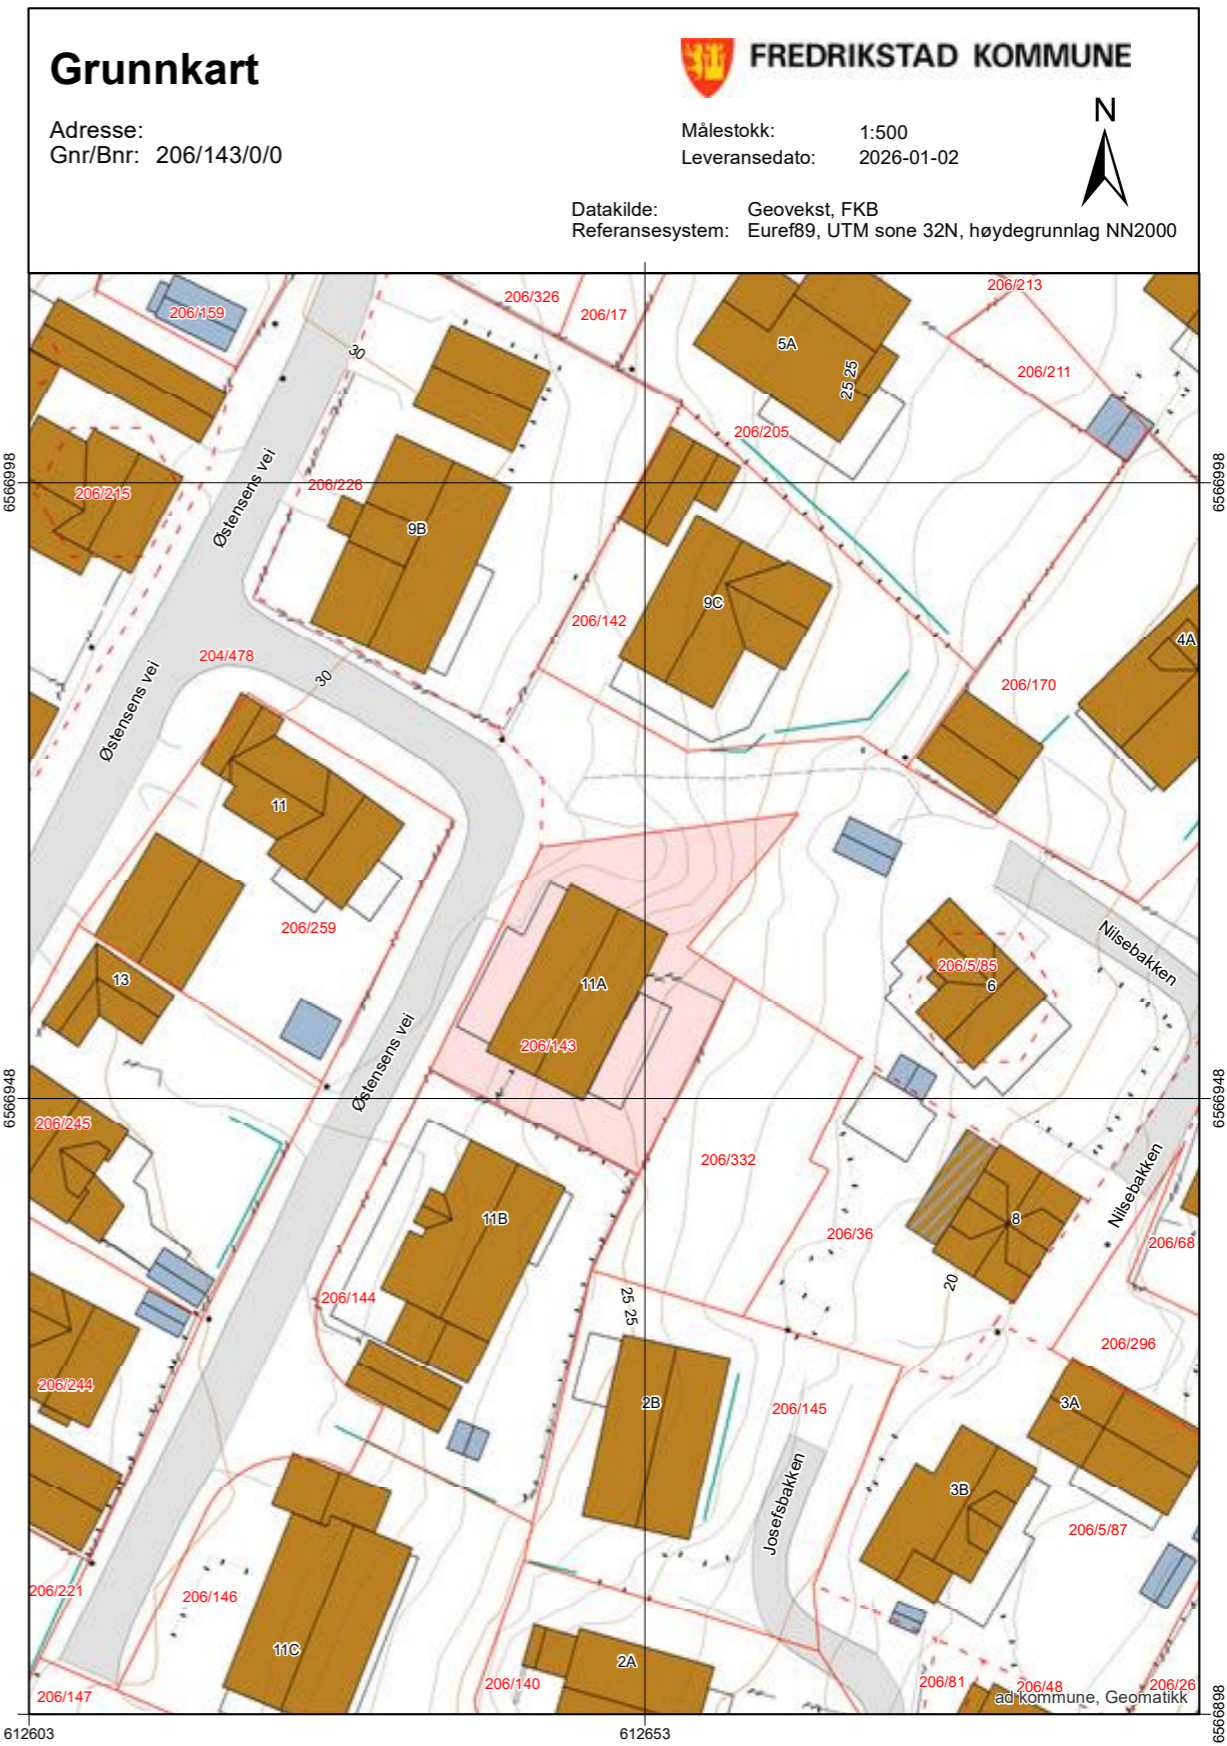 Grunnkart
FREDRIKSTAD KOMMUNE
N
Adresse:
Gnr/Bnr: 206/143/0/0
Målestokk: 1:500
Leveransedato: 2026-01-02
Datakilde: Geovekst, FKB
Referansesystem: Euref89, UTM sone 32N, høydegrunnlag NN2000
206/159
206/326
206/17
206/213
5A
30
25 25
206/211
206/205
Østensens vei
206/215
206/226
6566998
6566998
9B
9C
206/142
4A
204/478
30
206/170
Østensens vei
11
206/259
Nilsebakken
206/5/85
6
13
11A
206/143
Østensens vei
6566948
6566948
206/245
206/332
Nilsebakken
11B
8
206/36
206/68
206/144
25 25
20
206/296
206/244
2B
206/145
3A
Josefsbakken
3B
206/5/87
206/221
206/146
11C
2A
206/140
206/81
206/48
206/26
206/147
ad kommune, Geomatikk
6566898
612603
612653